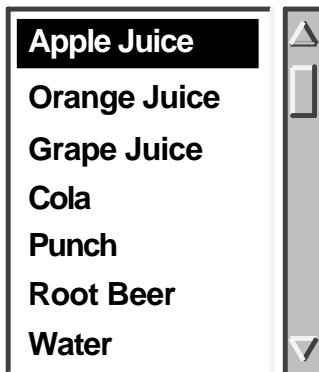 Apple Juice
Orange Juice
Grape Juice
Cola
Punch
Root Beer
Water